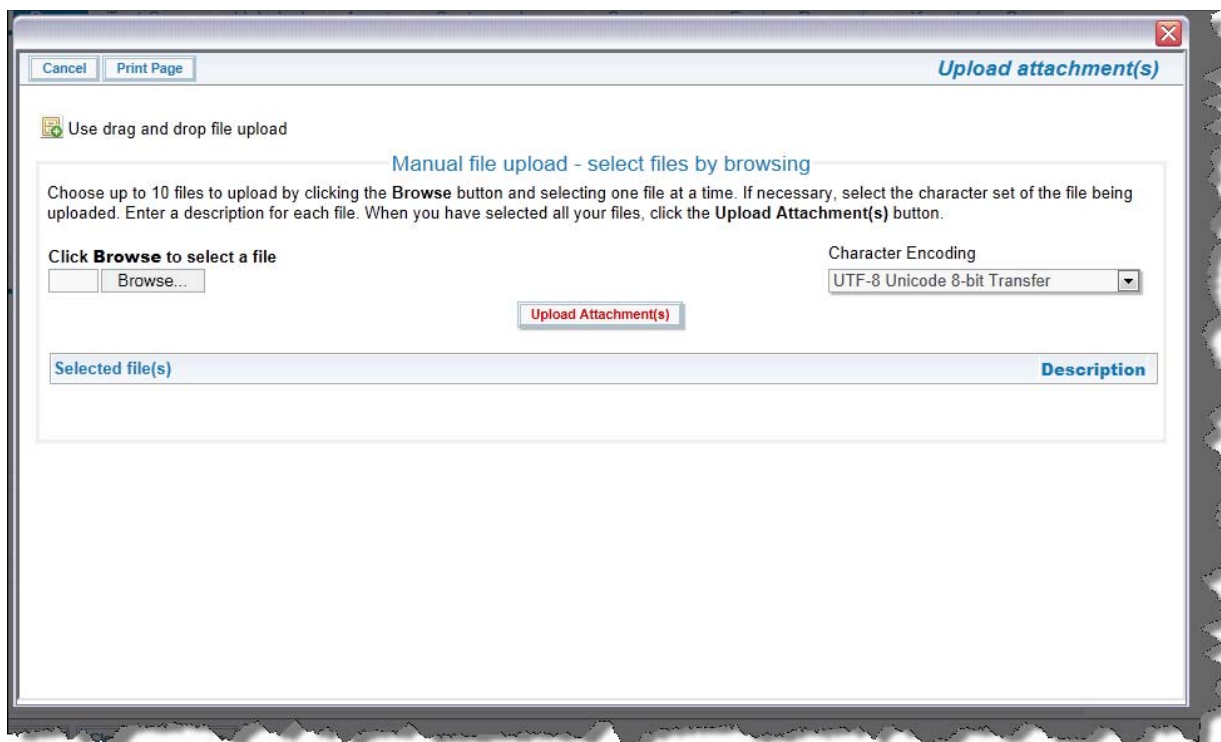 Cancel Print Page Upload attachment(s)
Use drag and drop file upload
Manual file upload - select files by browsing
Choose up to 10 files to upload by clicking the Browse button and selecting one file at a time. If necessary, select the character set of the file being
uploaded. Enter a description for each file. When you have selected all your files, click the Upload Attachment(s) button.
Click Browse to select a file Character Encoding
Browse... UTF-8 Unicode 8-bit Transfer
Upload Attachment(s)
Selected file(s) Description